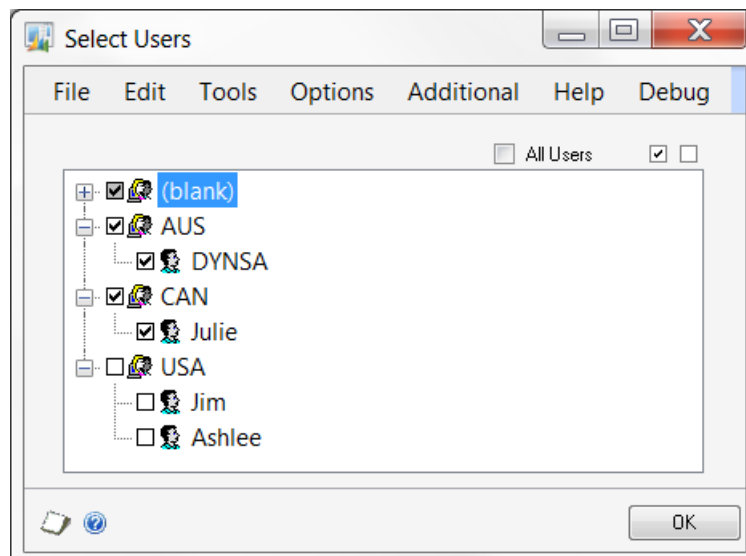 Select Users
File Edit Tools Options Additional Help Debug
All Users
(blank)
AUS
DYNSA
CAN
Julie
USA
Jim
Ashlee
OK